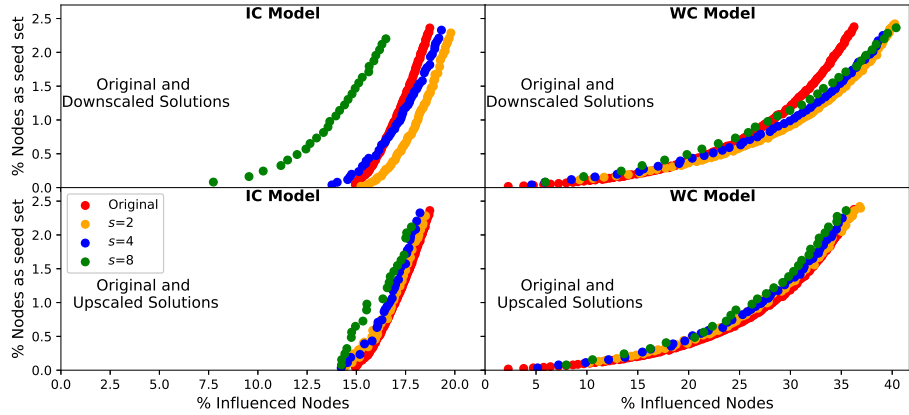 IC Model
WC Model
% Nodes as seed set
2.5
2.0
1.5
1.0
0.5
0.0
Original and
Downscaled Solutions
Original and
Downscaled Solutions
IC Model
WC Model
% Nodes as seed set
2.5
2.0
1.5
1.0
0.5
0.0
Original
s=2
s=4
s=8
Original and
Upscaled Solutions
Original and
Upscaled Solutions
0.0 2.5 5.0 7.5 10.0 12.5 15.0 17.5 20.0
0 5 10 15 20 25 30 35 40
% Influenced Nodes
% Influenced Nodes